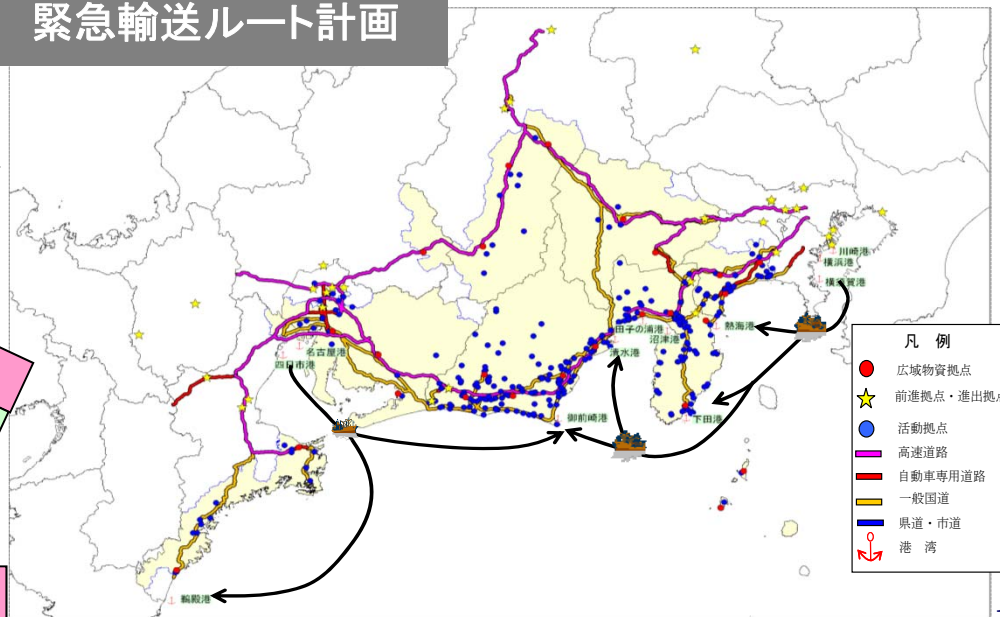 緊急輸送ルート計画
川崎港
横浜港
横須賀港
熱海港
田子の浦港
沼津港
清水港
名古屋港
四日市港
御前崎港
下田港
鵜殿港
凡 例
広域物資拠点
前進拠点・進出拠点
活動拠点
高速道路
自動車専用道路
一般国道
県道・市道
港 湾